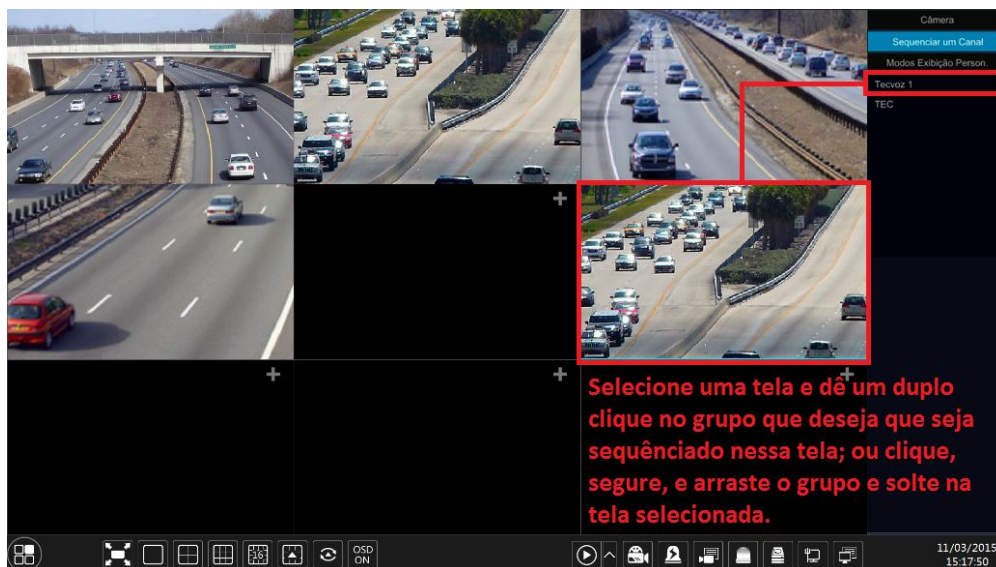 Câmera
Sequenciar um Canal
Modos Exibição Person.
Tecvoz 1
TEC
Selecione uma tela e dê um duplo
clique no grupo que deseja que seja
sequênciado nessa tela; ou clique,
segure, e arraste o grupo e solte na
tela selecionada.
16
OSD
ON
11/03/2015
15:17:50